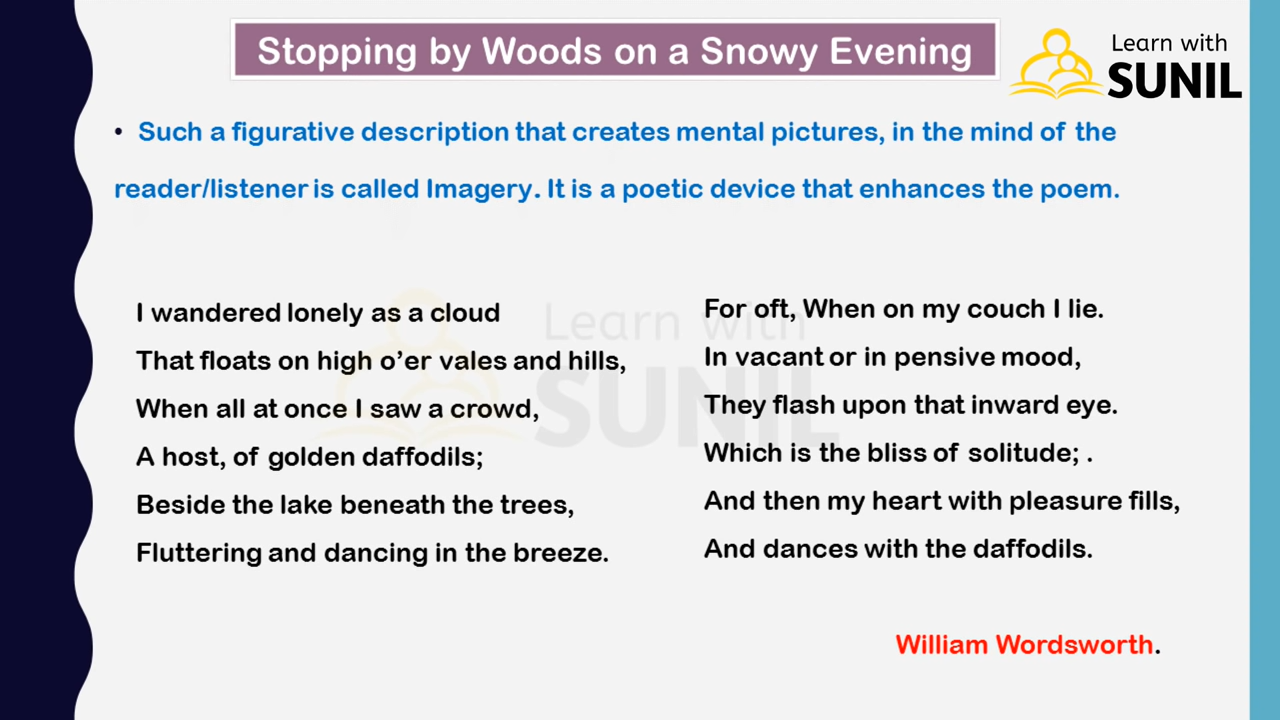 Stopping by Woods on a Snowy Evening
Learn with
SUNIL
• Such a figurative description that creates mental pictures, in the mind of the
reader/listener is called Imagery. It is a poetic device that enhances the poem.
I wandered lonely as a cloud
That floats on high o’er vales and hills,
When all at once I saw a crowd,
A host, of golden daffodils;
Beside the lake beneath the trees,
Fluttering and dancing in the breeze.
For oft, When on my couch I lie.
In vacant or in pensive mood,
They flash upon that inward eye.
Which is the bliss of solitude; .
And then my heart with pleasure fills,
And dances with the daffodils.
Learn with
SUNIL
William Wordsworth.